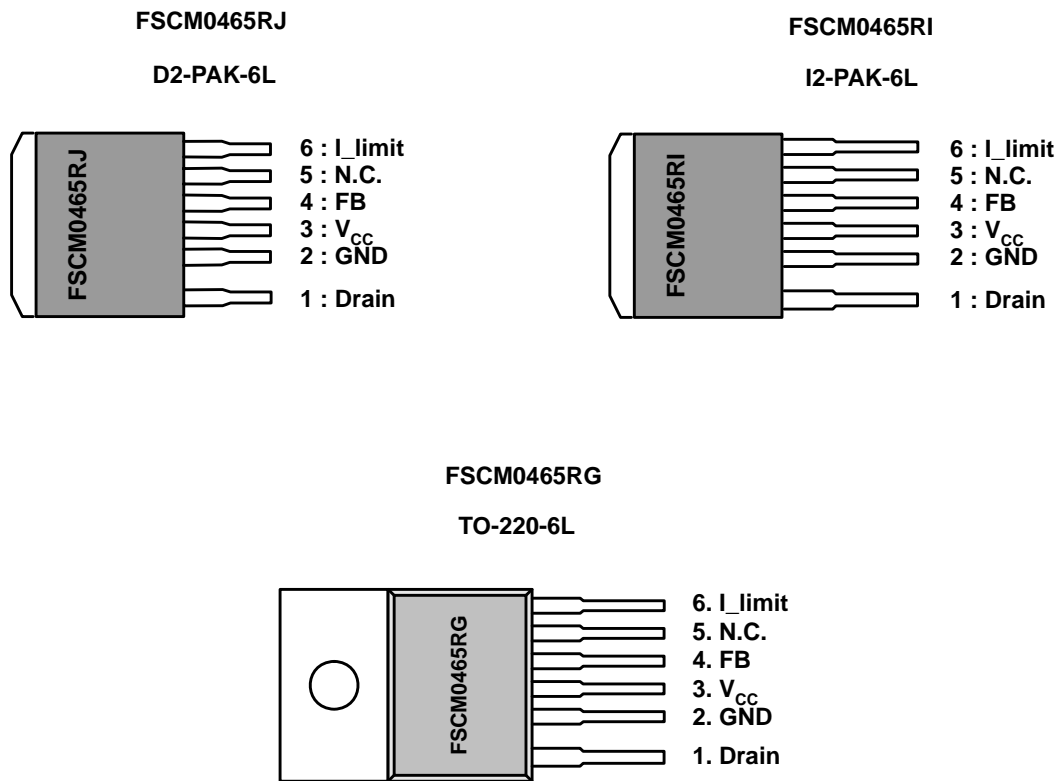 FSCM0465RJ
D2-PAK-6L
FSCM0465RJ
6 : I_limit
5 : N.C.
4 : FB
3 : VCC
2 : GND
1 : Drain
FSCM0465RI
I2-PAK-6L
FSCM0465RI
6 : I_limit
5 : N.C.
4 : FB
3 : VCC
2 : GND
1 : Drain
FSCM0465RG
TO-220-6L
FSCM0465RG
6. I_limit
5. N.C.
4. FB
3. VCC
2. GND
1. Drain